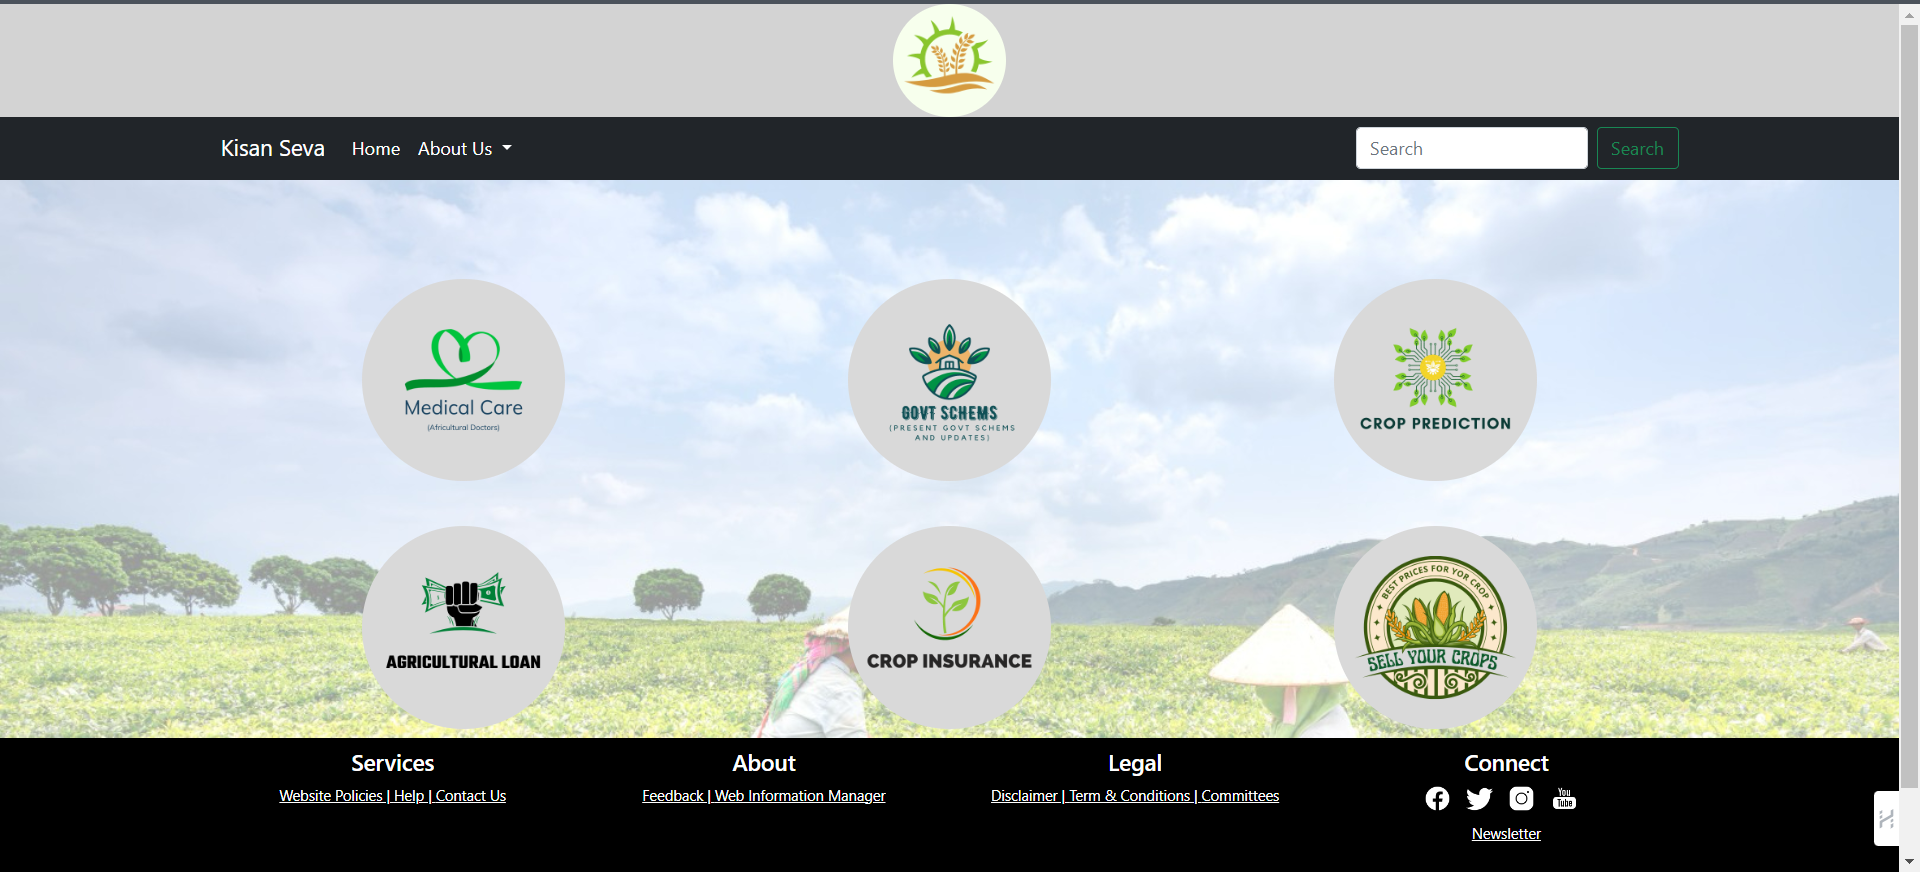 Kisan Seva Home About Us Search Search
Medical Care
(Africultural Doctors)
GOVT SCHEMS
(PRESENT GOVT SCHEMS
AND UPDATES)
CROP PREDICTION
AGRICULTURAL LOAN
CROP INSURANCE
BEST PRICES FOR YOR CROP
SELL YOUR CROPS
Services About Legal Connect
Website Policies | Help | Contact Us Feedback | Web Information Manager Disclaimer | Term & Conditions | Committees
You
Tube
Newsletter